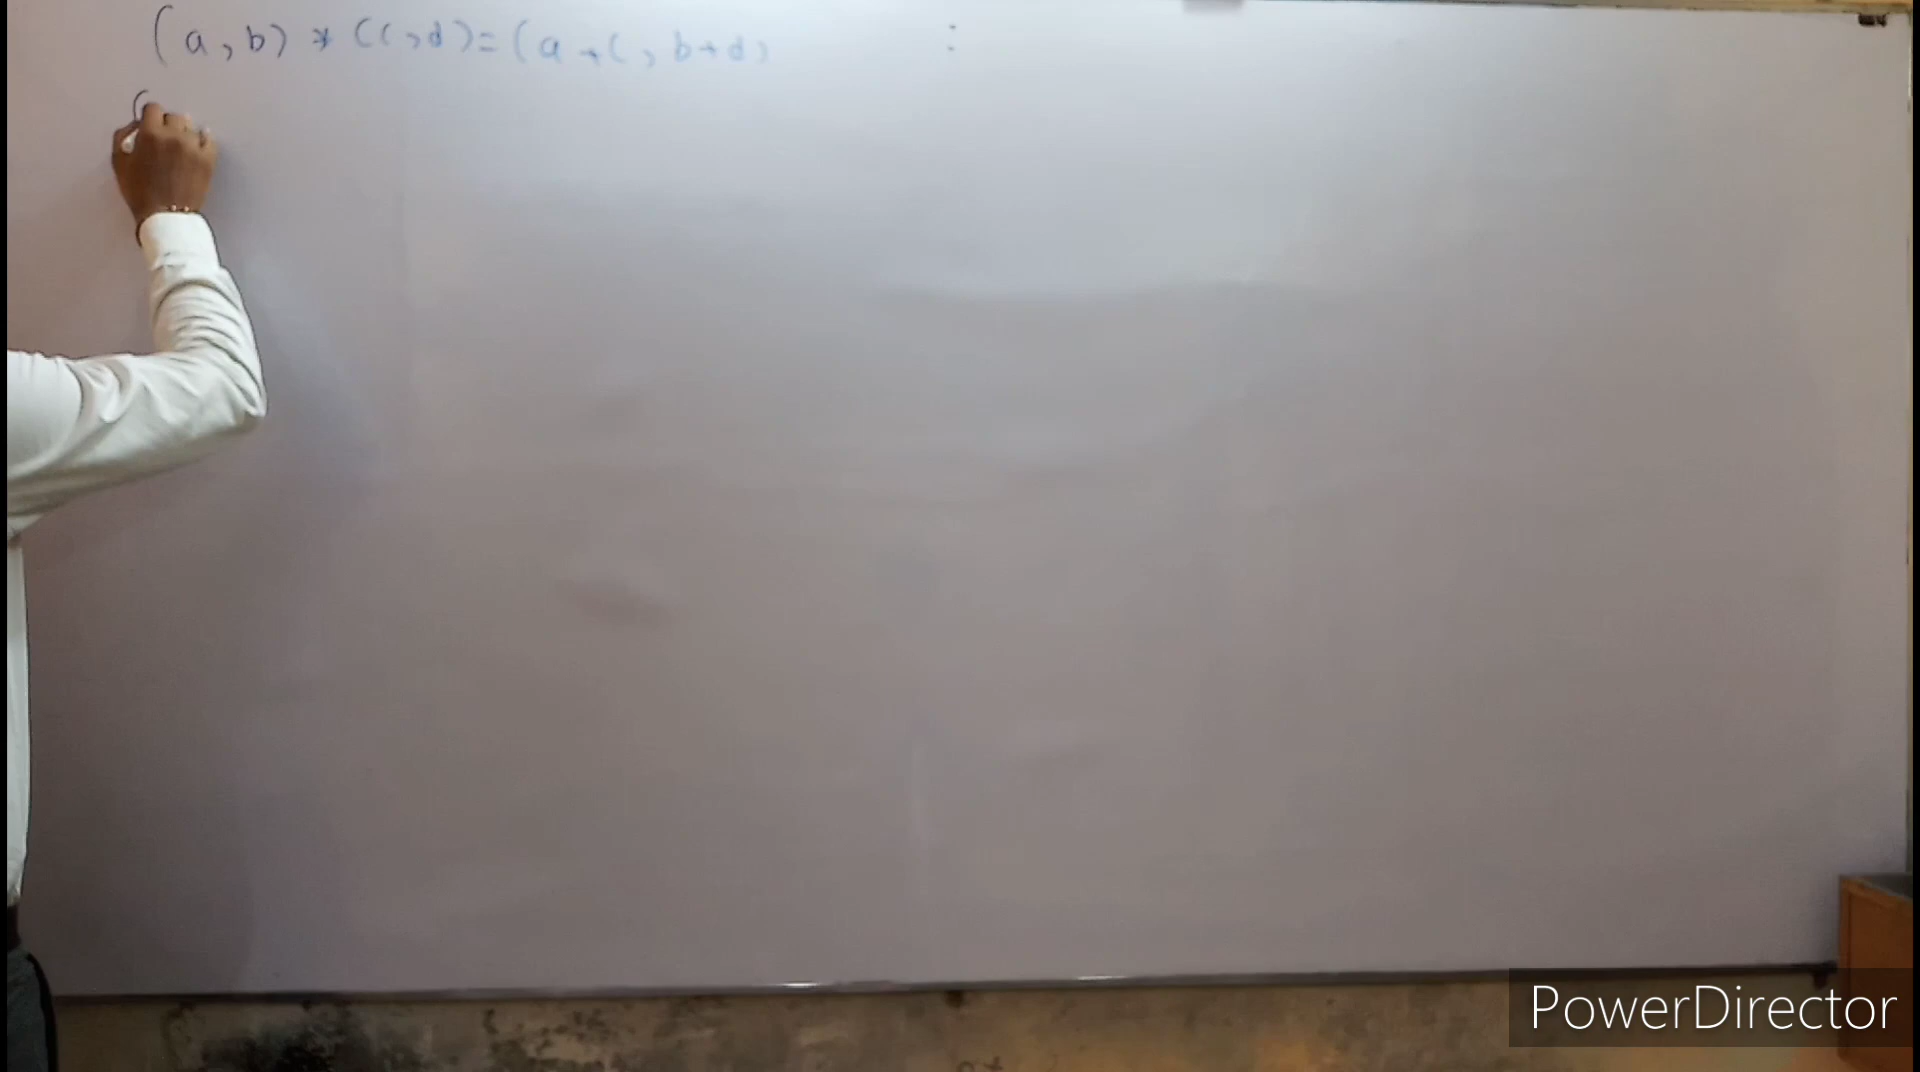 (a, b) * (c, d) = (a + c, b + d)
(
PowerDirector